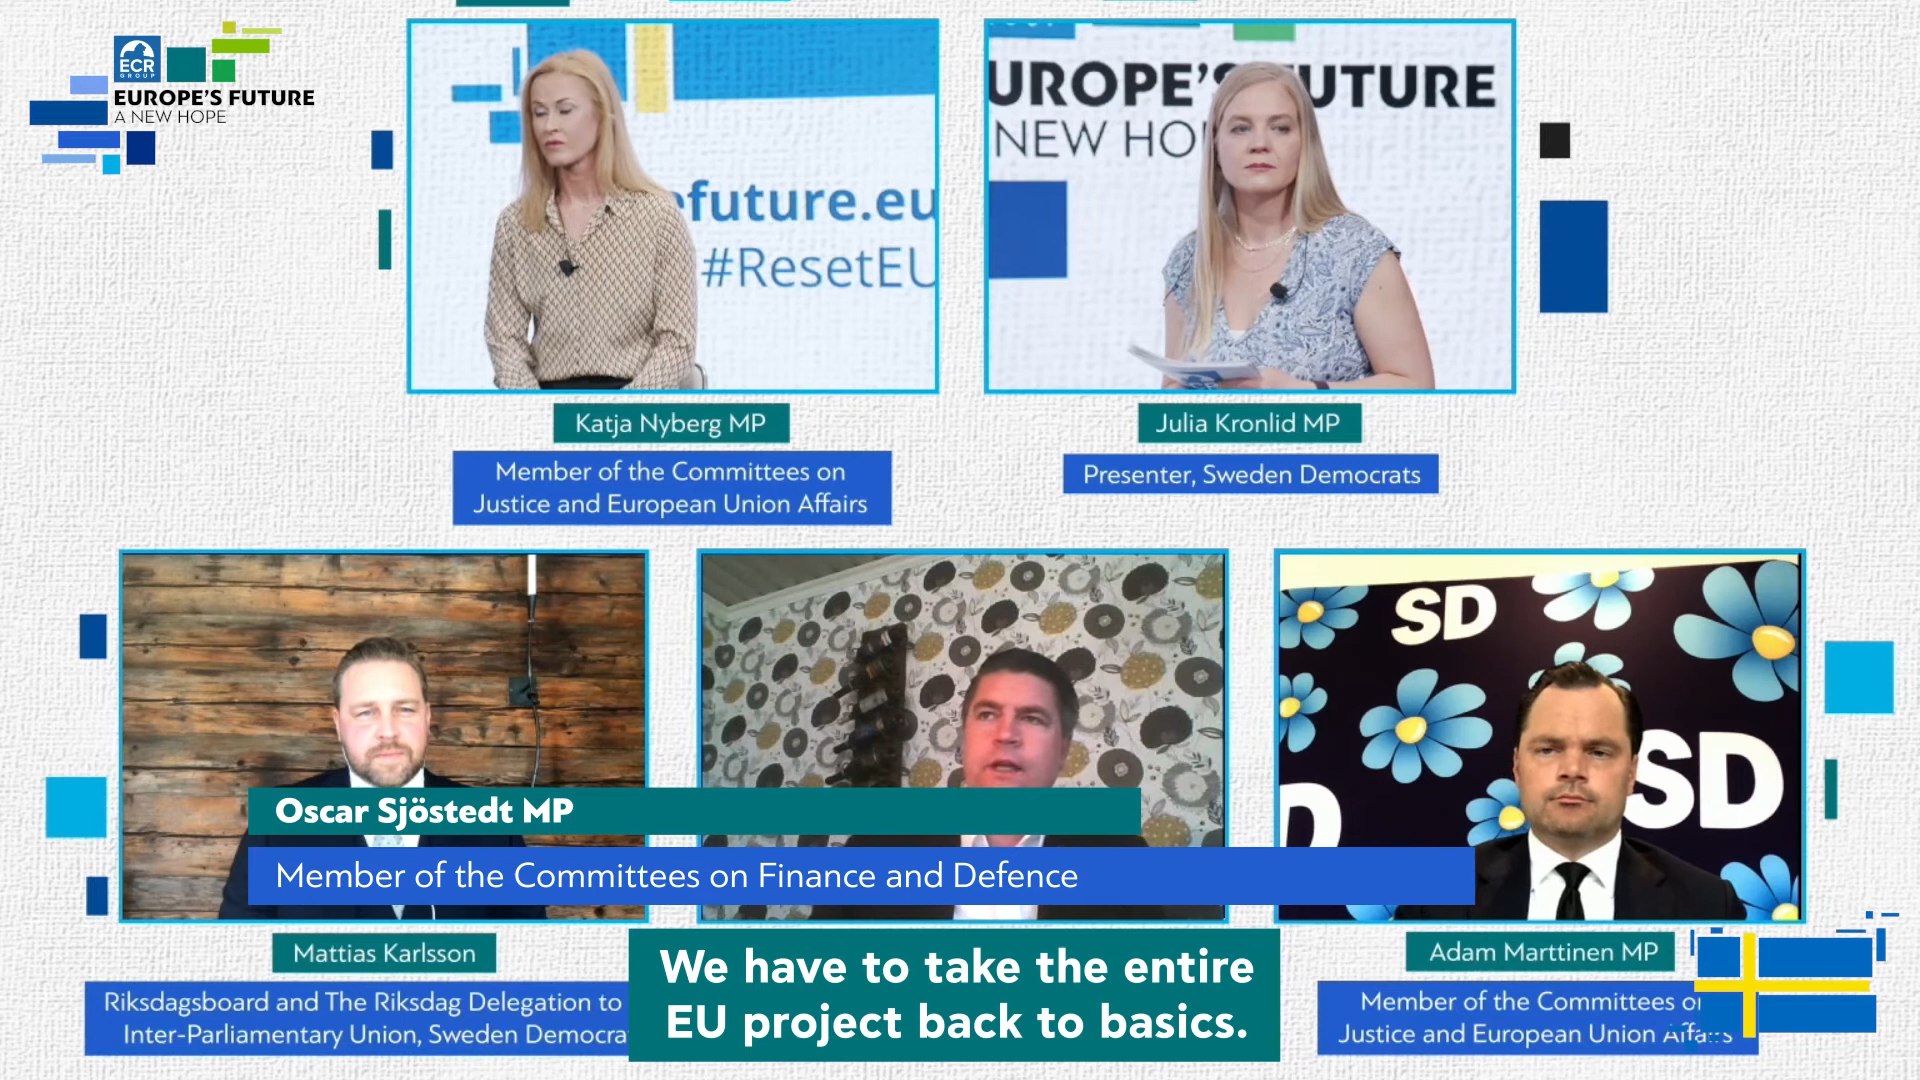 ECR
GROUP
EUROPE'S FUTURE
A NEW HOPE
efuture.eu
#ResetEU
UROPE'S FUTURE
NEW HO
Katja Nyberg MP
Member of the Committees on
Justice and European Union Affairs
Julia Kronlid MP
Presenter, Sweden Democrats
SD
SD
D
Oscar Sjöstedt MP
Member of the Committees on Finance and Defence
Mattias Karlsson
Riksdagsboard and The Riksdag Delegation to
Inter-Parliamentary Union, Sweden Democra
We have to take the entire
EU project back to basics.
Adam Marttinen MP
Member of the Committees on
Justice and European Union Affairs